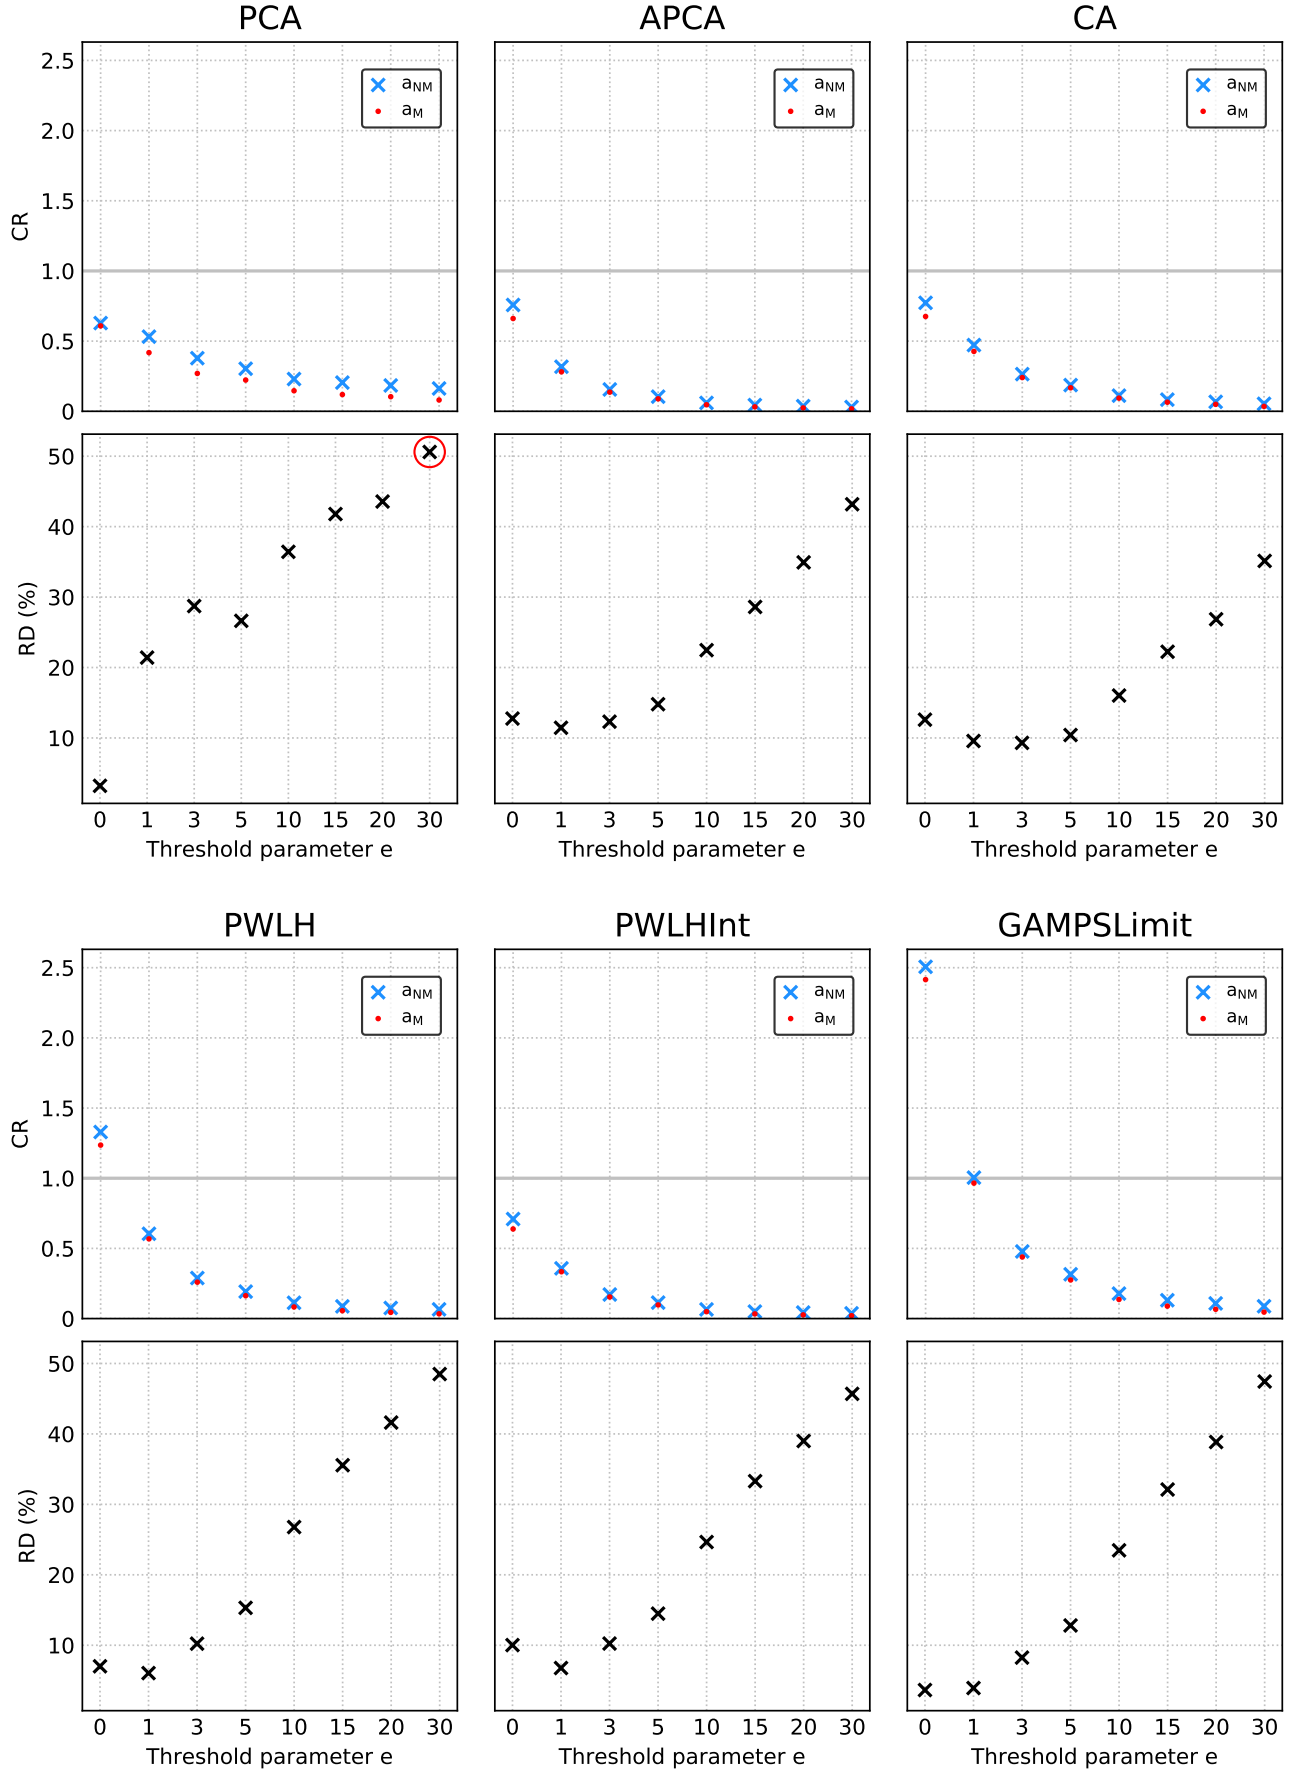 PCA APCA CA
2.5
2.0
1.5
1.0
0.5
0
CR
a_NM
a_M
a_NM
a_M
a_NM
a_M
50
40
30
20
10
RD (%)
0 1 3 5 10 15 20 30
Threshold parameter e
0 1 3 5 10 15 20 30
Threshold parameter e
0 1 3 5 10 15 20 30
Threshold parameter e
PWLH PWLHInt GAMPSLimit
2.5
2.0
1.5
1.0
0.5
0
CR
a_NM
a_M
a_NM
a_M
a_NM
a_M
50
40
30
20
10
RD (%)
0 1 3 5 10 15 20 30
Threshold parameter e
0 1 3 5 10 15 20 30
Threshold parameter e
0 1 3 5 10 15 20 30
Threshold parameter e